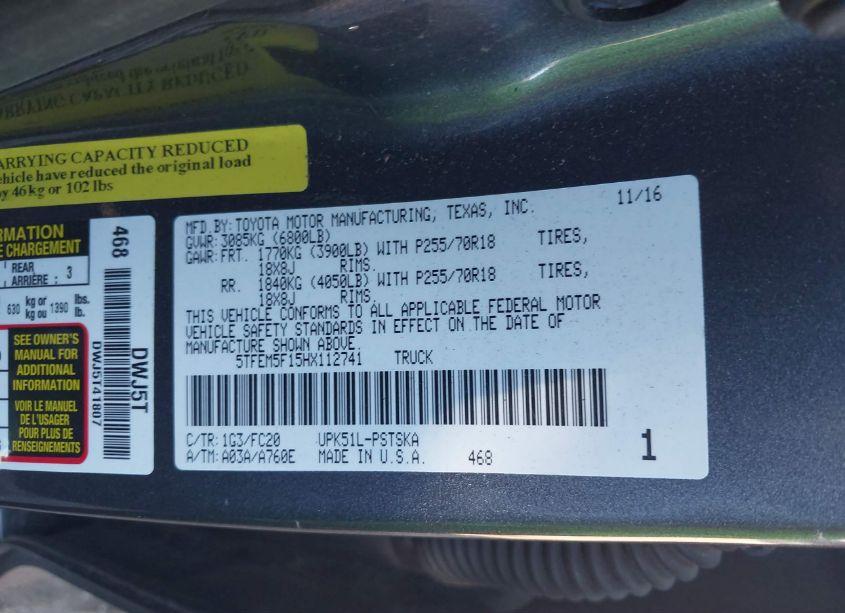 CARRYING CAPACITY REDUCED
ARRYING CAPACITY REDUCED
ehicle have reduced the original load
by 46kg or 102 lbs
RMATION
E CHARGEMENT
REAR
ARRIÈRE : 3
630 kg or kg ou 1390 lbs. lb.
SEE OWNER'S
MANUAL FOR
ADDITIONAL
INFORMATION
VOIR LE MANUEL
DE L'USAGER
POUR PLUS DE
RENSEIGNEMENTS
468
DWJ5T
DWJ5T41807
MFD.BY:TOYOTA MOTOR MANUFACTURING, TEXAS, INC. 11/16
GVWR:3085KG (6800LB)
GAWR:FRT. 1770KG (3900LB) WITH P255/70R18 TIRES,
18X8J RIMS.
RR. 1840KG (4050LB) WITH P255/70R18 TIRES,
18X8J RIMS.
THIS VEHICLE CONFORMS TO ALL APPLICABLE FEDERAL MOTOR
VEHICLE SAFETY STANDARDS IN EFFECT ON THE DATE OF
MANUFACTURE SHOWN ABOVE.
5TFEM5F15HX112741 TRUCK
C/TR:1G3/FC20 UPK51L-PSTSKA
A/TM:A03A/A760E MADE IN U.S.A. 468 1